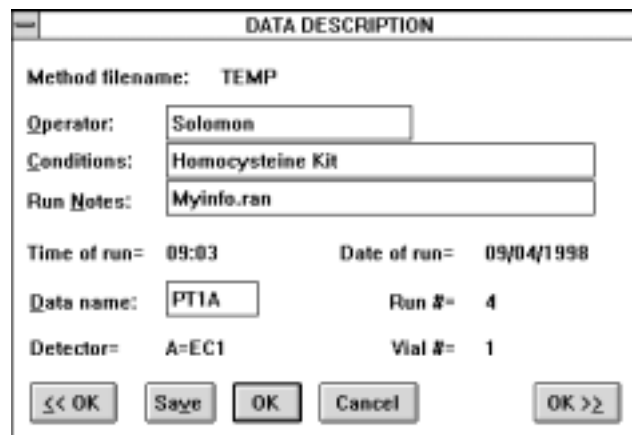 DATA DESCRIPTION
Method filename: TEMP
Operator: Solomon
Conditions: Homocysteine Kit
Run Notes: Myinfo.ran
Time of run= 09:03 Date of run= 09/04/1998
Data name: PT1A Run #= 4
Detector= A=EC1 Vial #= 1
<< OK Save OK Cancel OK >>